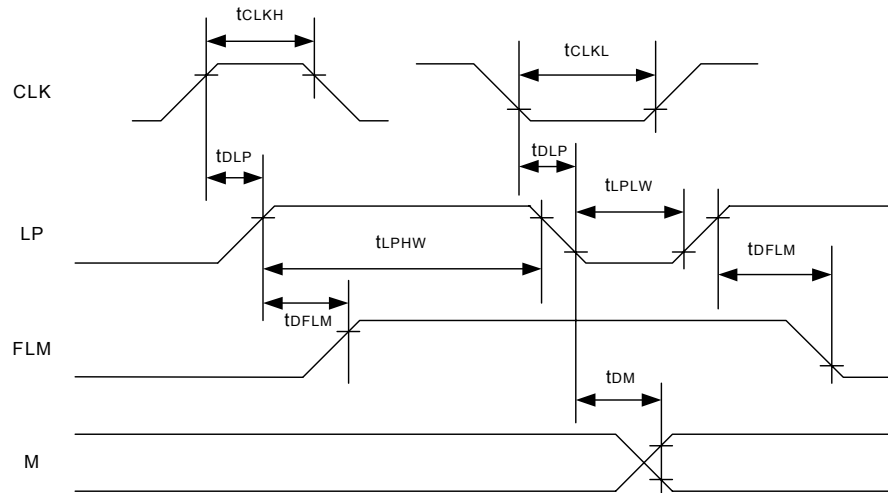 tCLKH
tCLKL
CLK
tDLP
tDLP
tLPLW
LP
tLPHW
tDFLM
tDFLM
FLM
tDM
M